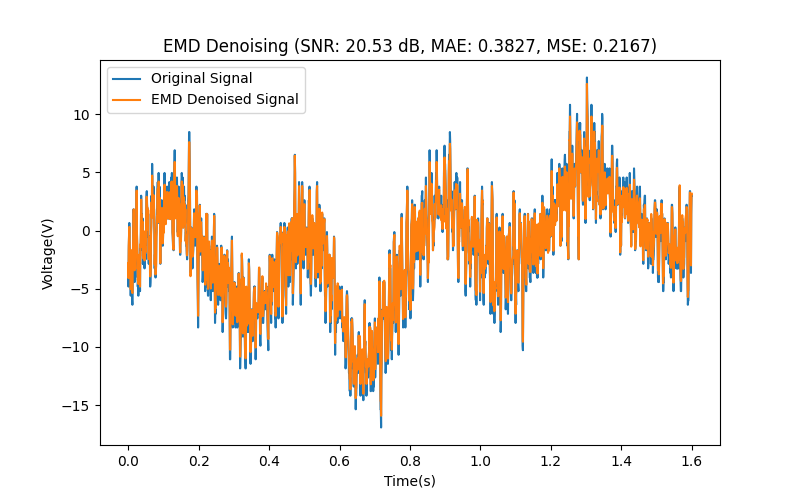 EMD Denoising (SNR: 20.53 dB, MAE: 0.3827, MSE: 0.2167)
Original Signal
EMD Denoised Signal
10
5
0
−5
−10
−15
Voltage(V)
0.0 0.2 0.4 0.6 0.8 1.0 1.2 1.4 1.6
Time(s)